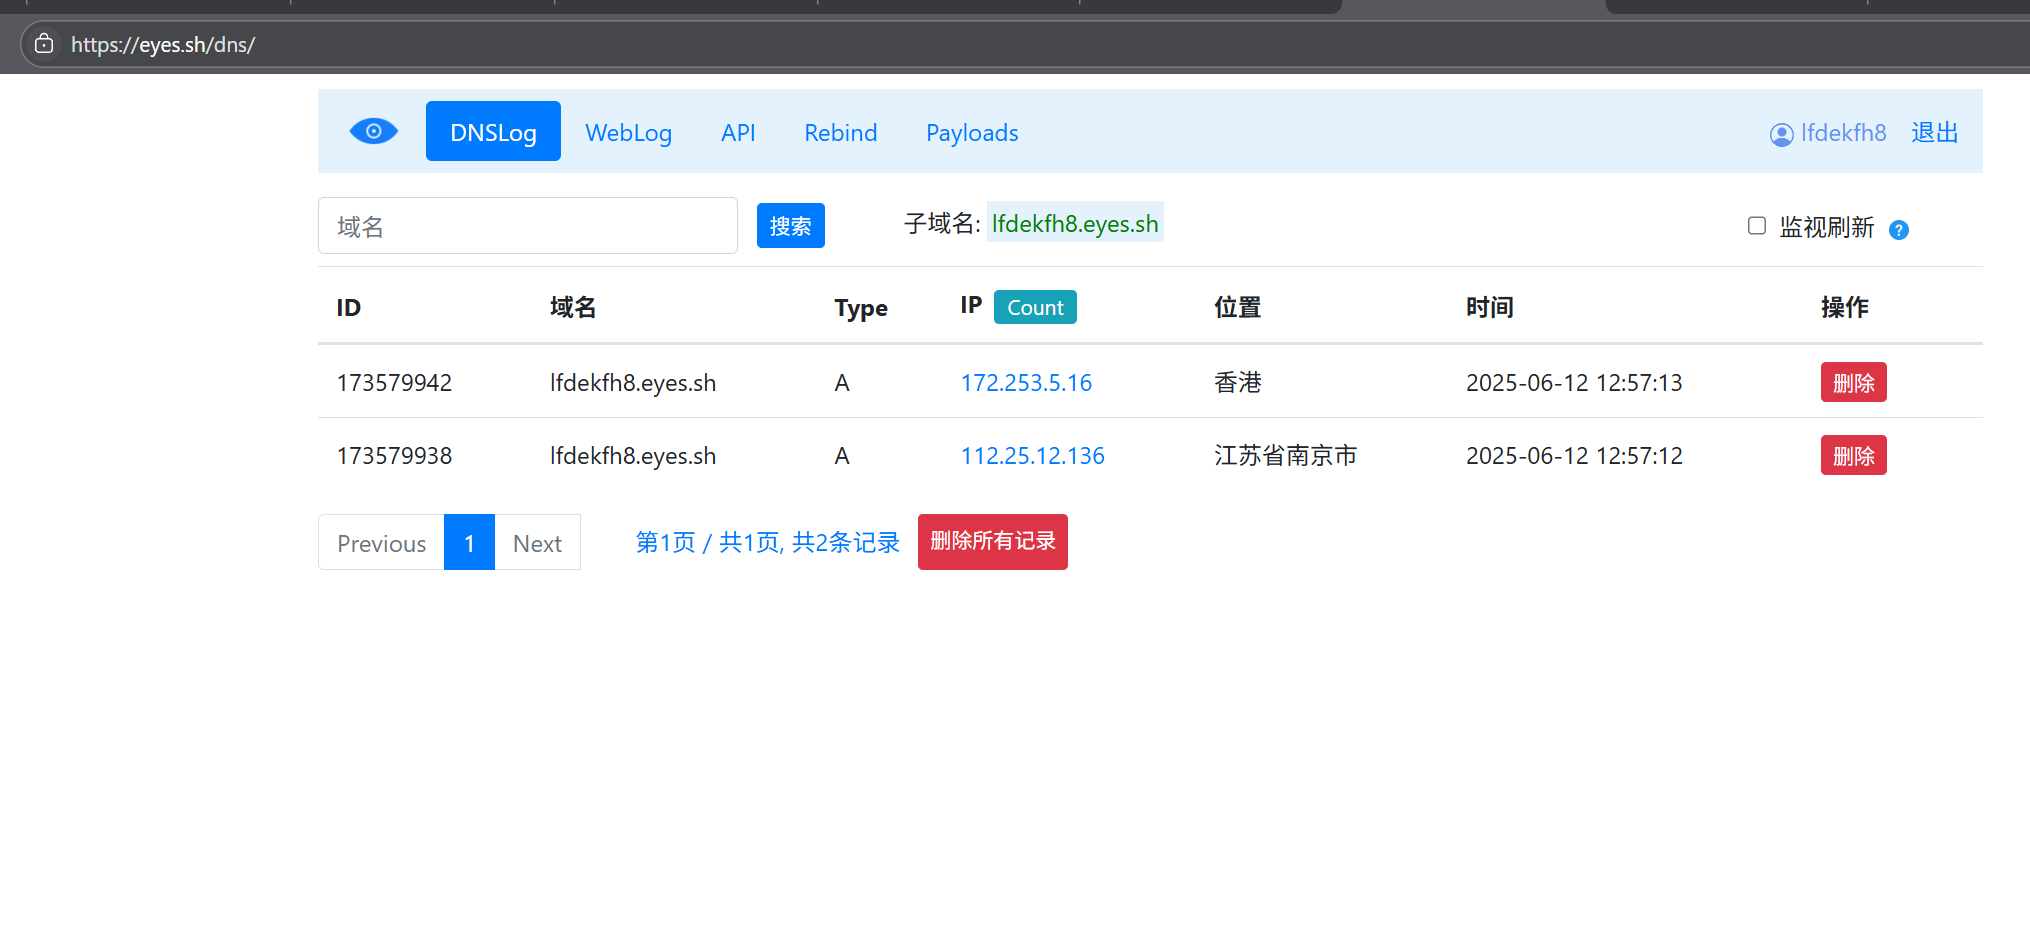 https://eyes.sh/dns/
DNSLog WebLog API Rebind Payloads lfdekfh8 退出
域名 搜索 子域名: lfdekfh8.eyes.sh 监视刷新 ?
ID 域名 Type IP Count 位置 时间 操作
173579942 lfdekfh8.eyes.sh A 172.253.5.16 香港 2025-06-12 12:57:13 删除
173579938 lfdekfh8.eyes.sh A 112.25.12.136 江苏省南京市 2025-06-12 12:57:12 删除
Previous 1 Next 第1页 / 共1页, 共2条记录 删除所有记录